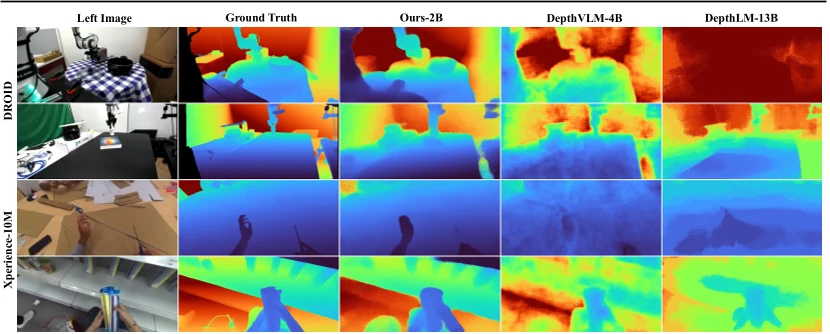 Left Image Ground Truth Ours-2B DepthVLM-4B DepthLM-13B
DROID
Xperience-10M